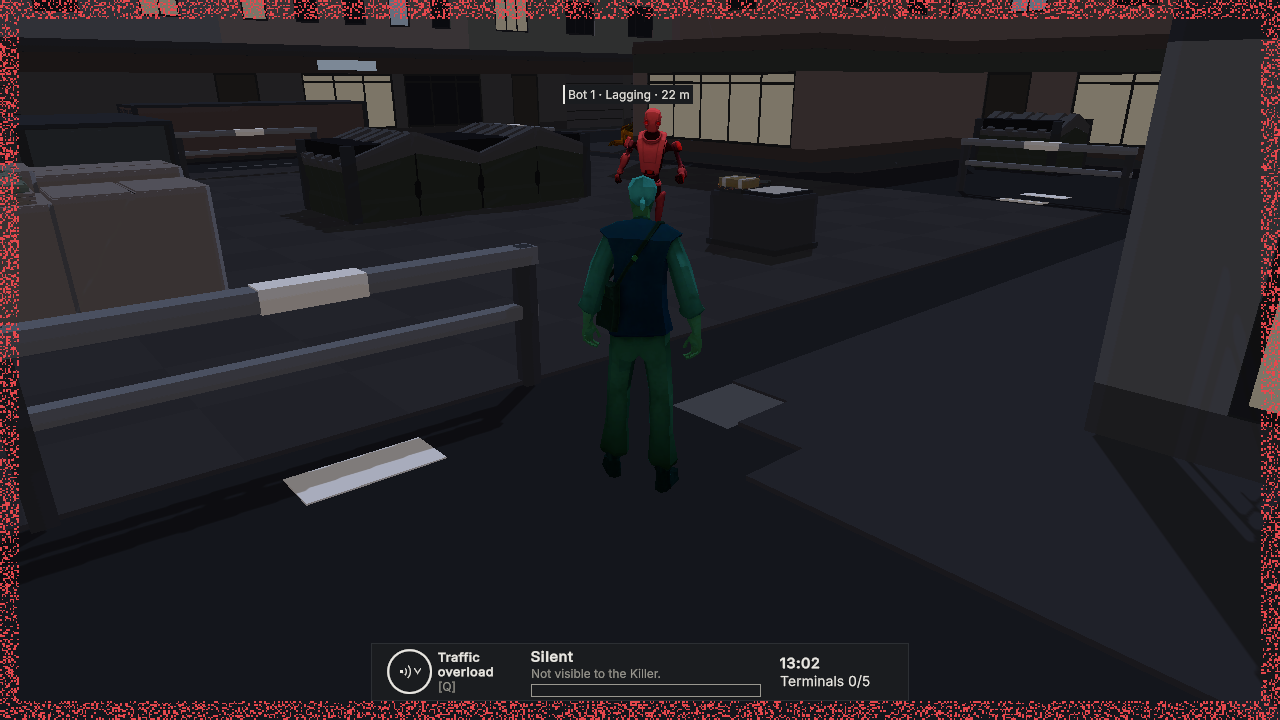 Bot 1 · Lagging · 22 m
Traffic
overload
[Q]
Silent
Not visible to the Killer.
13:02
Terminals 0/5